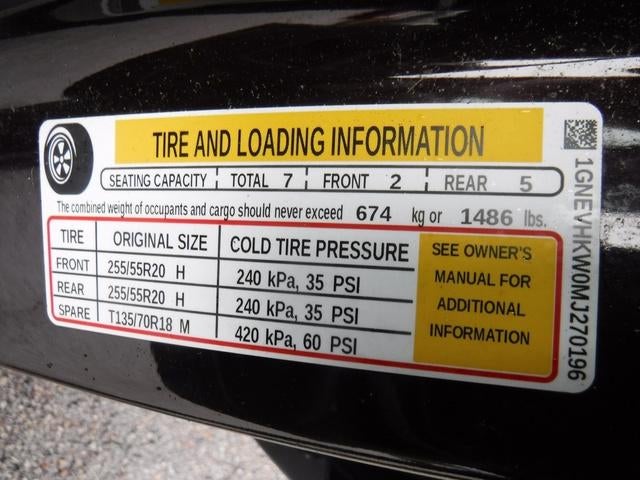 TIRE AND LOADING INFORMATION
SEATING CAPACITY TOTAL 7 FRONT 2 REAR 5
The combined weight of occupants and cargo should never exceed 674 kg or 1486 lbs.
TIRE ORIGINAL SIZE COLD TIRE PRESSURE
FRONT 255/55R20 H 240 kPa, 35 PSI
REAR 255/55R20 H 240 kPa, 35 PSI
SPARE T135/70R18 M 420 kPa, 60 PSI
SEE OWNER'S
MANUAL FOR
ADDITIONAL
INFORMATION
1GNEVHKW0MJ270196